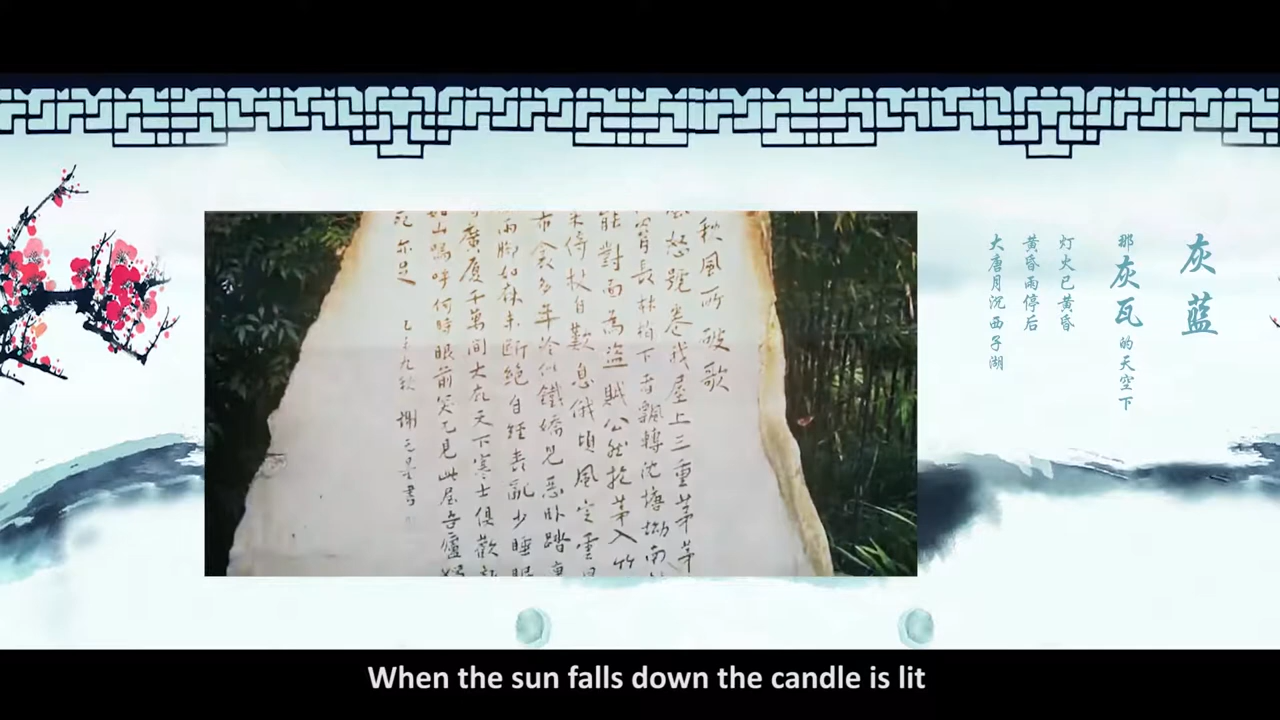 灰蓝
那灰瓦的天空下
灯火已黄昏
黄昏雨停后
大唐月沉西子湖
秋風所破歌
怒號卷我屋上三重茅茅
長林梢下者飄轉沈塘坳南
能對面為盜賊公然抱茅入竹
来倚杖自歎息俄頃風定雲
布衾多年冷似鐵嬌兒惡卧踏裏
雨腳如麻未斷絕自經喪亂少睡眠
廣厦千萬間大庇天下寒士俱歡
山嗚呼何時眼前突兀見此屋吾廬
死亦足
When the sun falls down the candle is lit